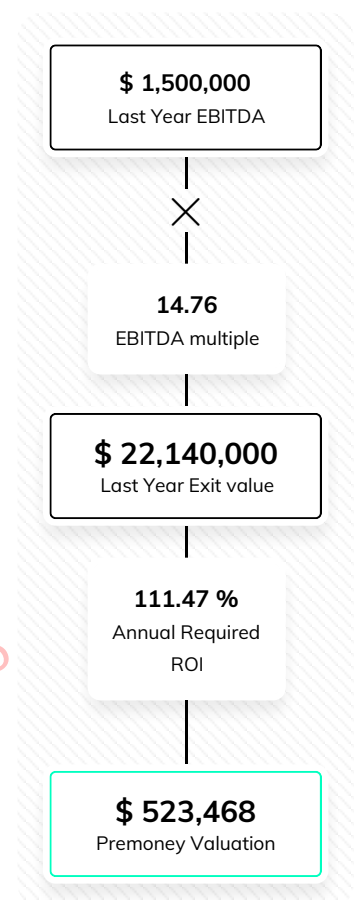 $ 1,500,000
Last Year EBITDA
14.76
EBITDA multiple
$ 22,140,000
Last Year Exit value
111.47 %
Annual Required
ROI
$ 523,468
Premoney Valuation